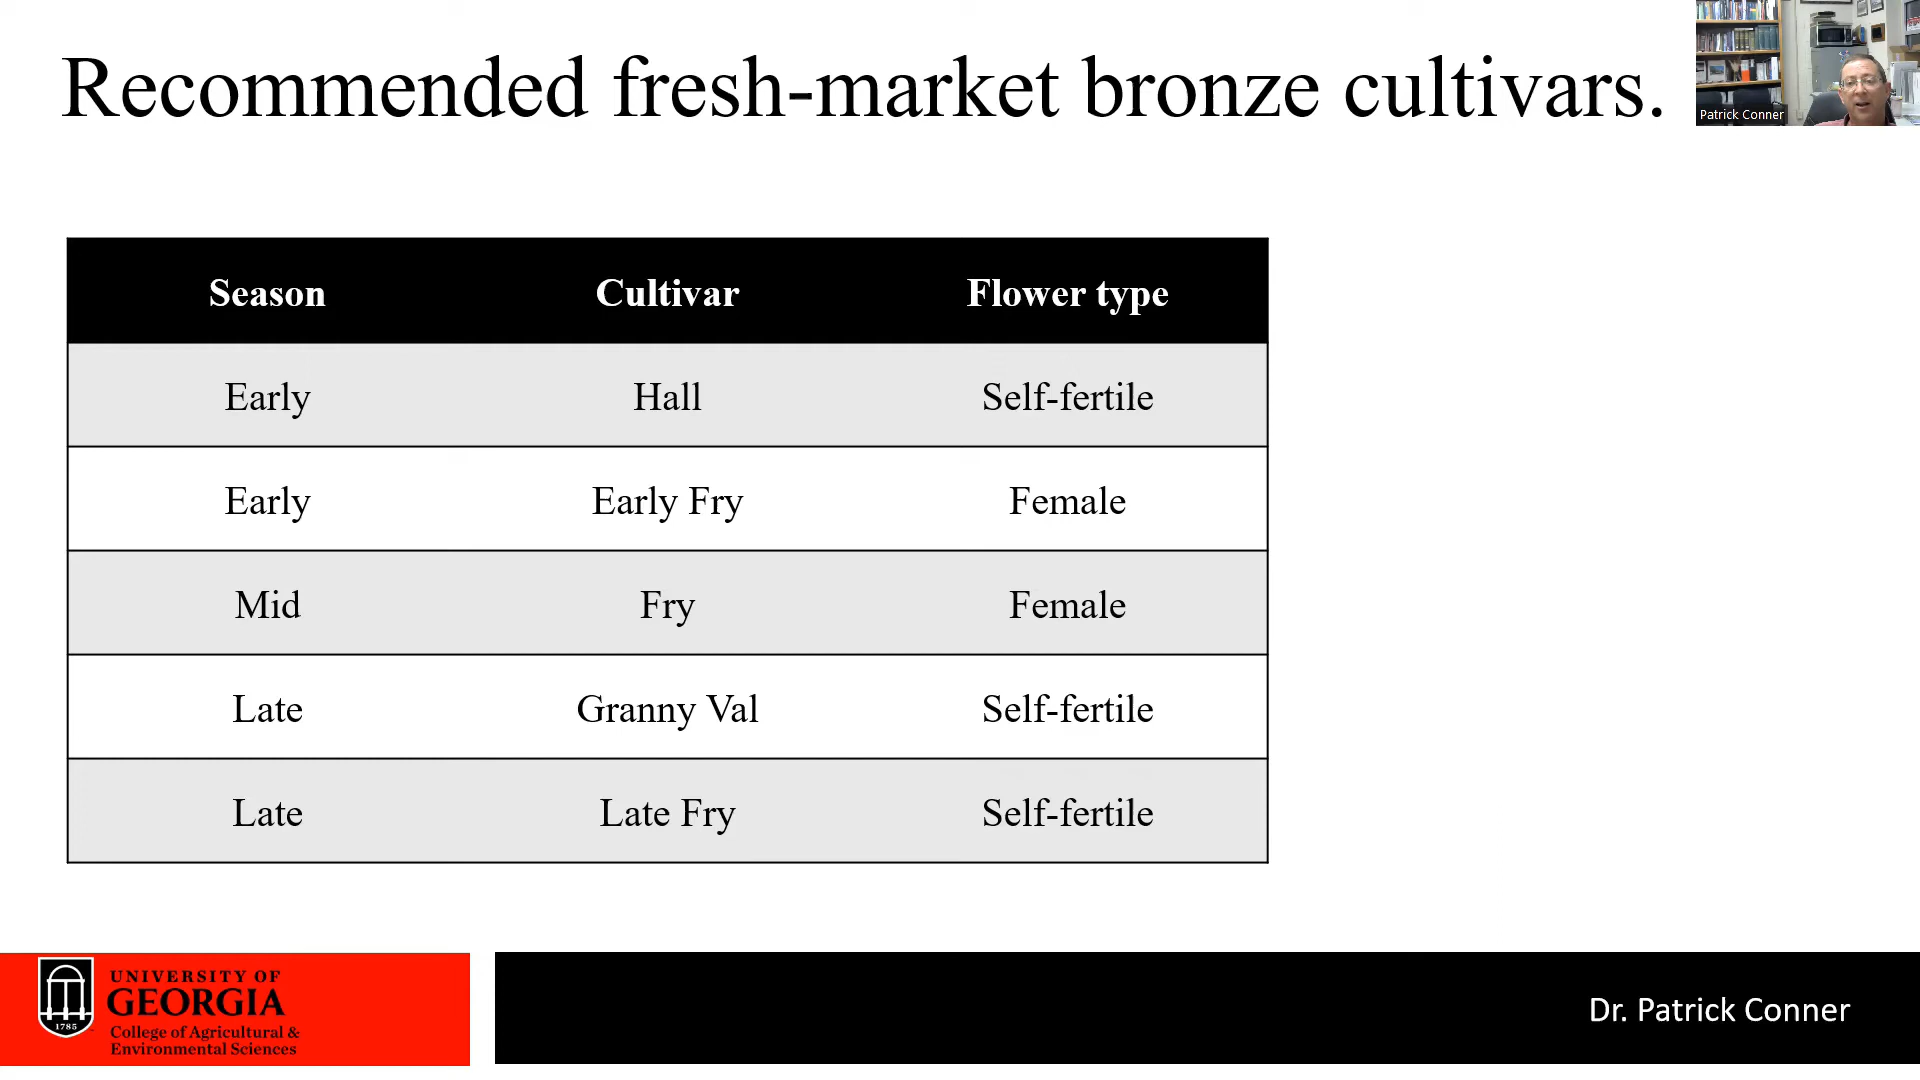 Recommended fresh-market bronze cultivars.
Patrick Conner
Season Cultivar Flower type
Early Hall Self-fertile
Early Early Fry Female
Mid Fry Female
Late Granny Val Self-fertile
Late Late Fry Self-fertile
UNIVERSITY OF
GEORGIA
College of Agricultural &
Environmental Sciences
1785
Dr. Patrick Conner